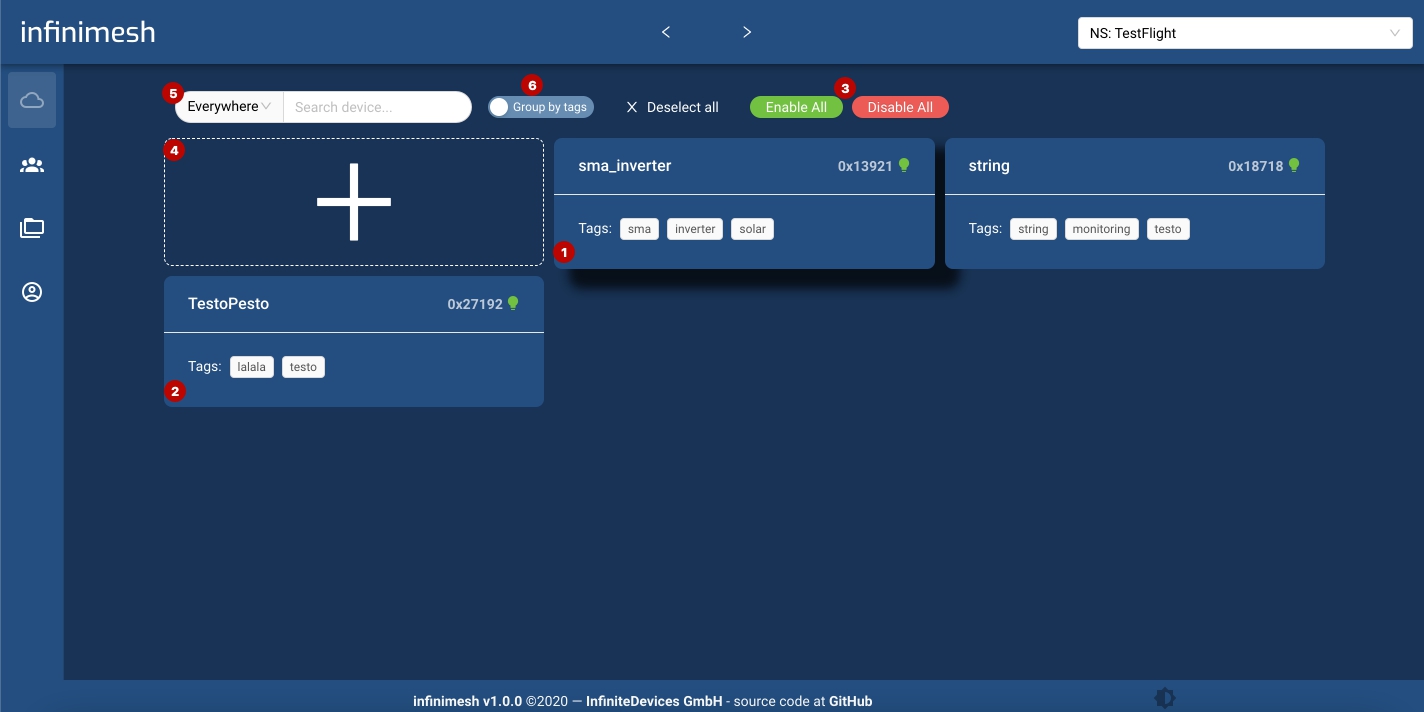 infinimesh
NS: TestFlight
5 Everywhere Search device... 6 Group by tags Deselect all Enable All 3 Disable All
4
sma_inverter 0x13921
Tags: sma inverter solar
1
string 0x18718
Tags: string monitoring testo
TestoPesto 0x27192
Tags: lalala testo
2
infinimesh v1.0.0 ©2020 — InfiniteDevices GmbH - source code at GitHub